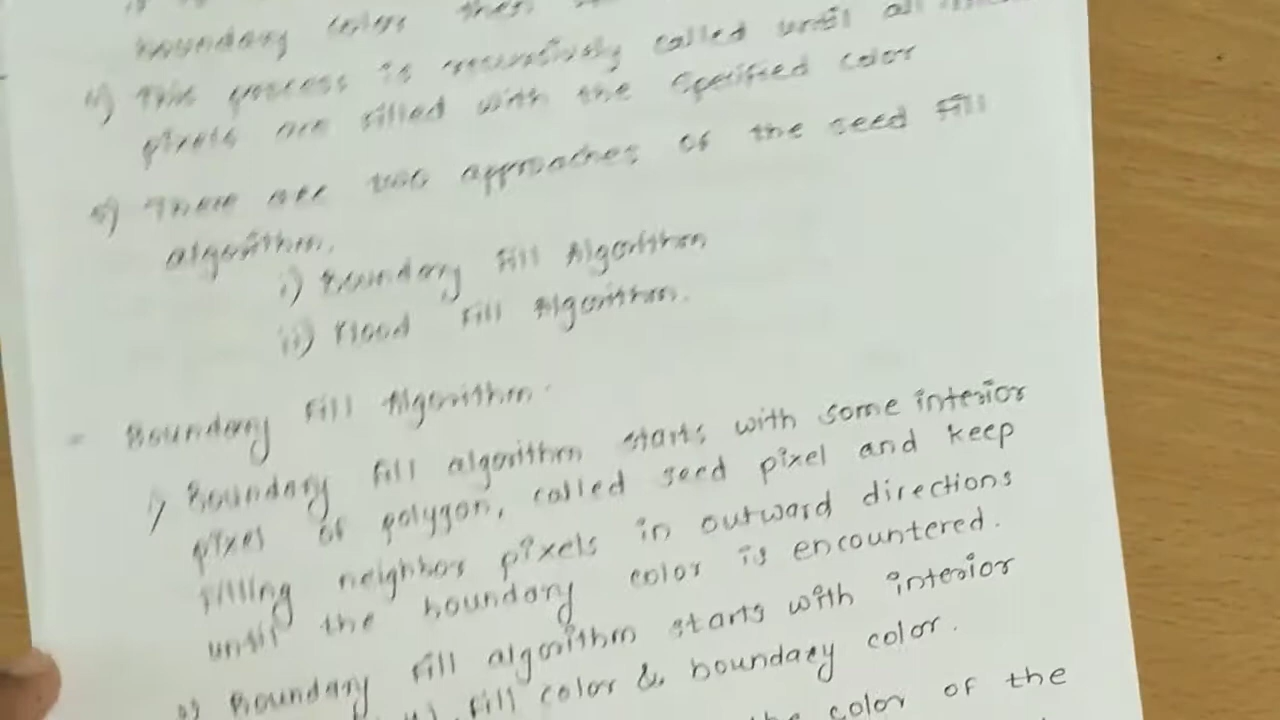 boundary color then
4) This process is recursively called until all
pixels are filled with the specified color
5) There are two approaches of the seed fill
algorithm.
i) Boundary Fill Algorithm
ii) Flood Fill Algorithm.
Boundary Fill Algorithm.
1) Boundary fill algorithm starts with some interior
pixel of polygon, called seed pixel and keep
filling neighbor pixels in outward directions
until the boundary color is encountered.
2) Boundary Fill algorithm starts with interior
fill color & boundary color.
color of the